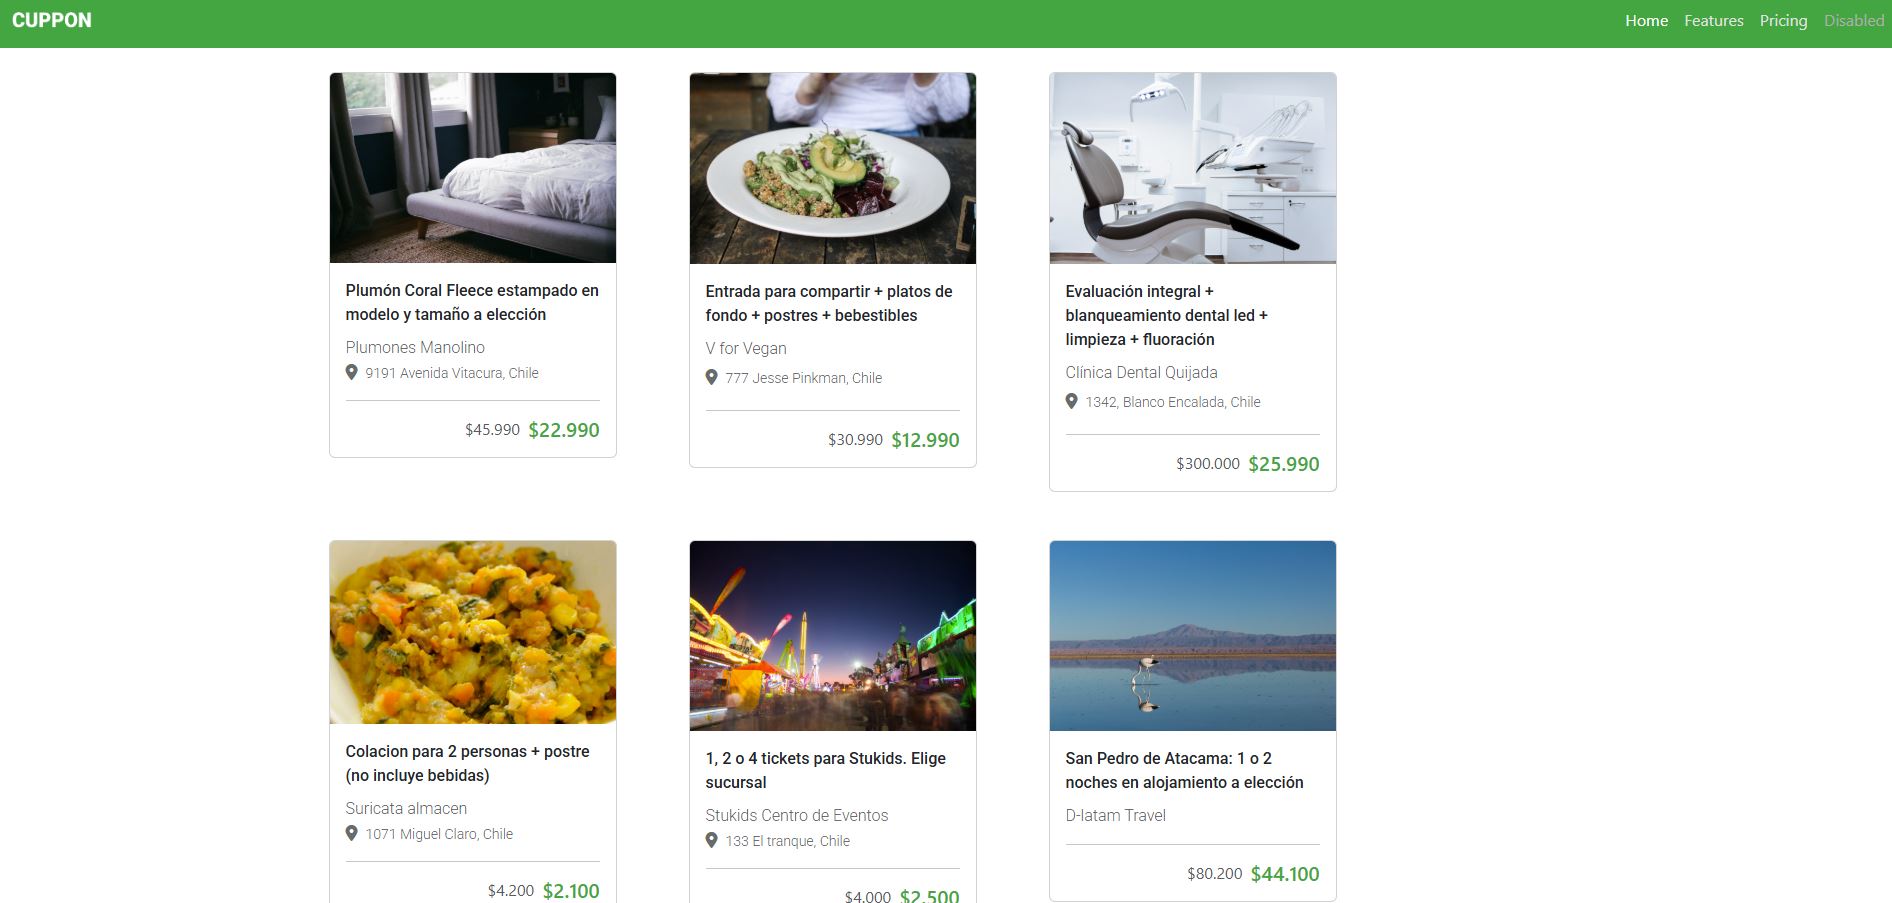 CUPPON
Home Features Pricing Disabled
Plumón Coral Fleece estampado en
modelo y tamaño a elección
Plumones Manolino
9191 Avenida Vitacura, Chile
$45.990 $22.990
Entrada para compartir + platos de
fondo + postres + bebestibles
V for Vegan
777 Jesse Pinkman, Chile
$30.990 $12.990
Evaluación integral +
blanqueamiento dental led +
limpieza + fluoración
Clínica Dental Quijada
1342, Blanco Encalada, Chile
$300.000 $25.990
Colacion para 2 personas + postre
(no incluye bebidas)
Suricata almacen
1071 Miguel Claro, Chile
$4.200 $2.100
1, 2 o 4 tickets para Stukids. Elige
sucursal
Stukids Centro de Eventos
133 El tranque, Chile
$4.000 $2.500
San Pedro de Atacama: 1 o 2
noches en alojamiento a elección
D-latam Travel
$80.200 $44.100